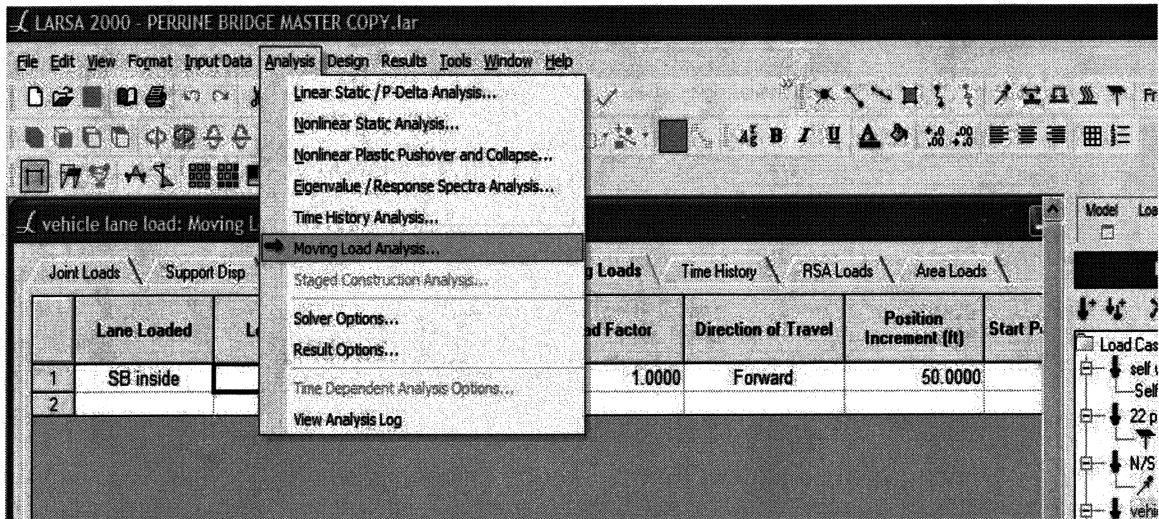 LARSA 2000 - PERRINE BRIDGE MASTER COPY.lar
File Edit View Format Input Data Analysis Design Results Tools Window Help
Linear Static / P-Delta Analysis...
Nonlinear Static Analysis...
Nonlinear Plastic Pushover and Collapse...
Eigenvalue / Response Spectra Analysis...
Time History Analysis...
Moving Load Analysis...
Staged Construction Analysis...
Solver Options...
Result Options...
Time Dependent Analysis Options...
View Analysis Log
Fr
B I U A .00 .00
vehicle lane load: Moving L
Joint Loads Support Disp g Loads Time History RSA Loads Area Loads
Lane Loaded Lo ad Factor Direction of Travel Position Increment (ft) Start P
1 SB inside 1.0000 Forward 50.0000
2
Model Loa
Load Cas
self
Self
22 p
N/S
vehi